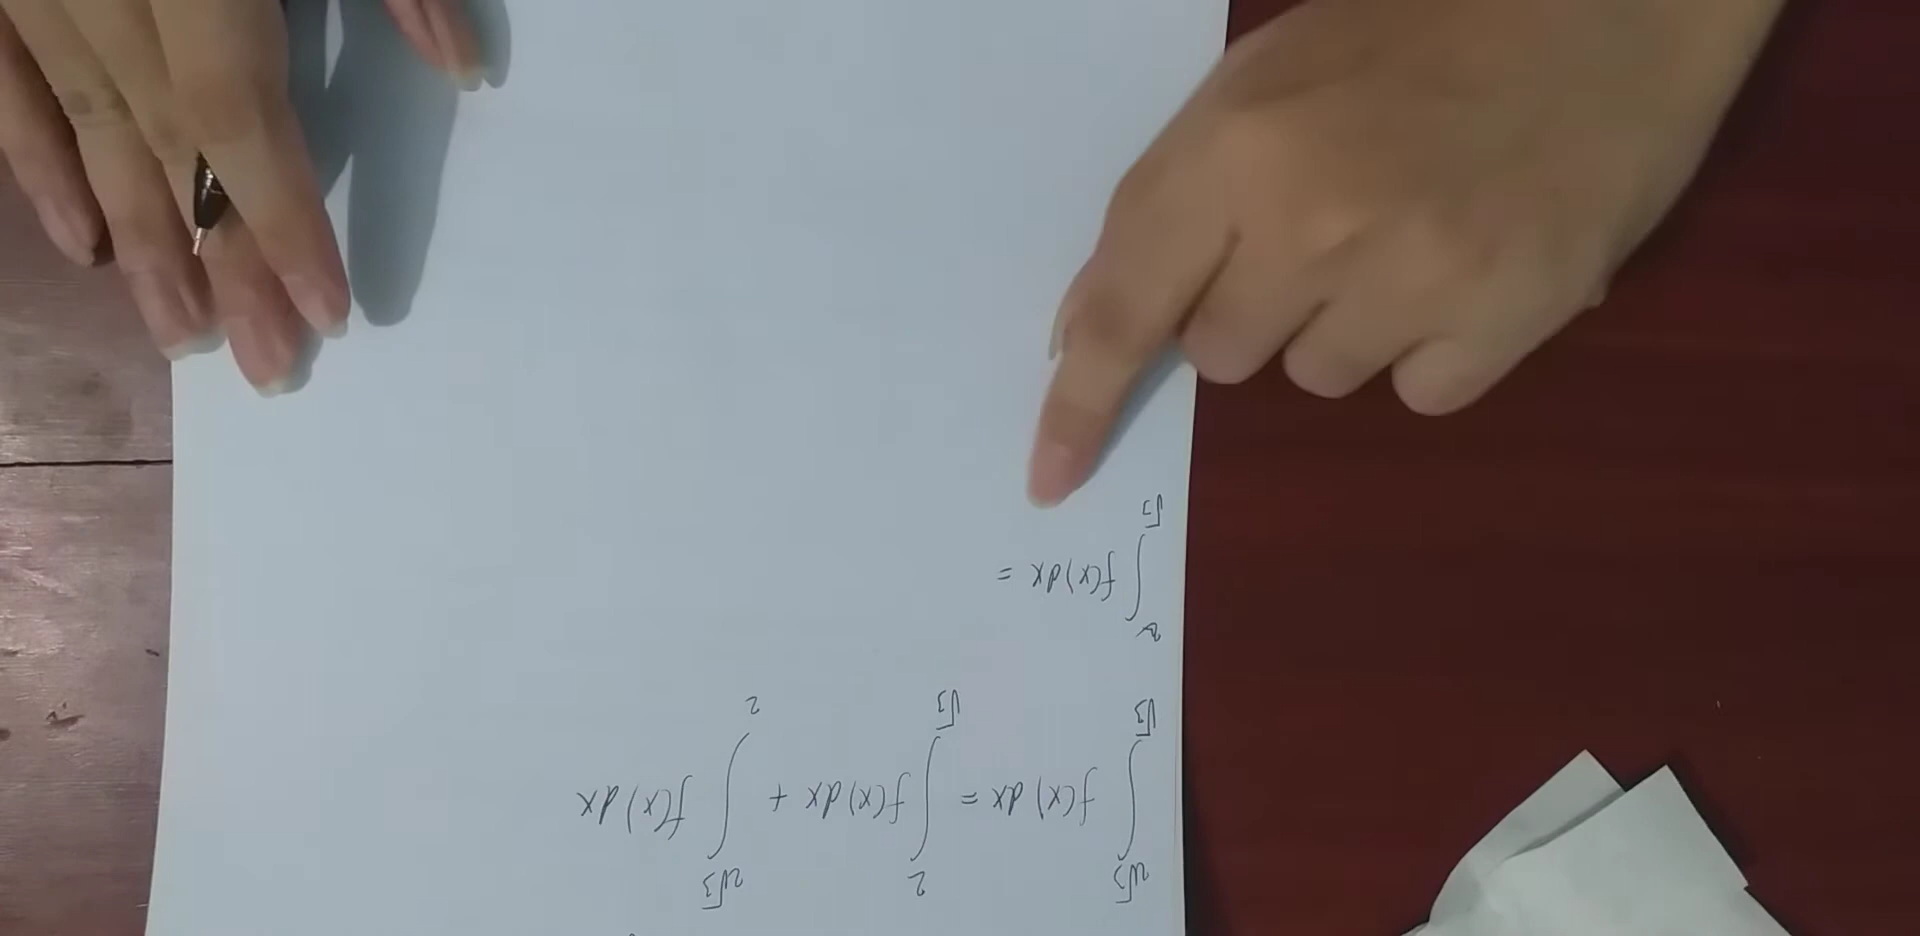 ∫_{√3}^{2√3} f(x) dx = ∫_{√3}^{2} f(x) dx + ∫_{2}^{2√3} f(x) dx
∫_{√3}^{2} f(x) dx =